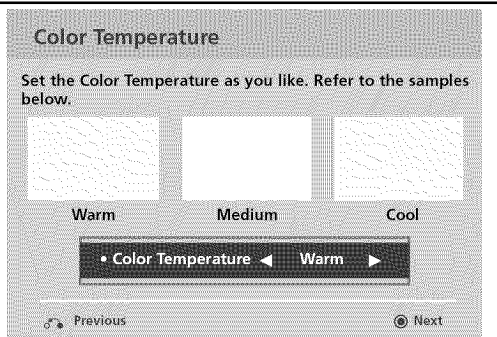 Color Temperature
Set the Color Temperature as you like. Refer to the samples
below.
Warm Medium Cool
• Color Temperature ◀ Warm ▶
Previous Next